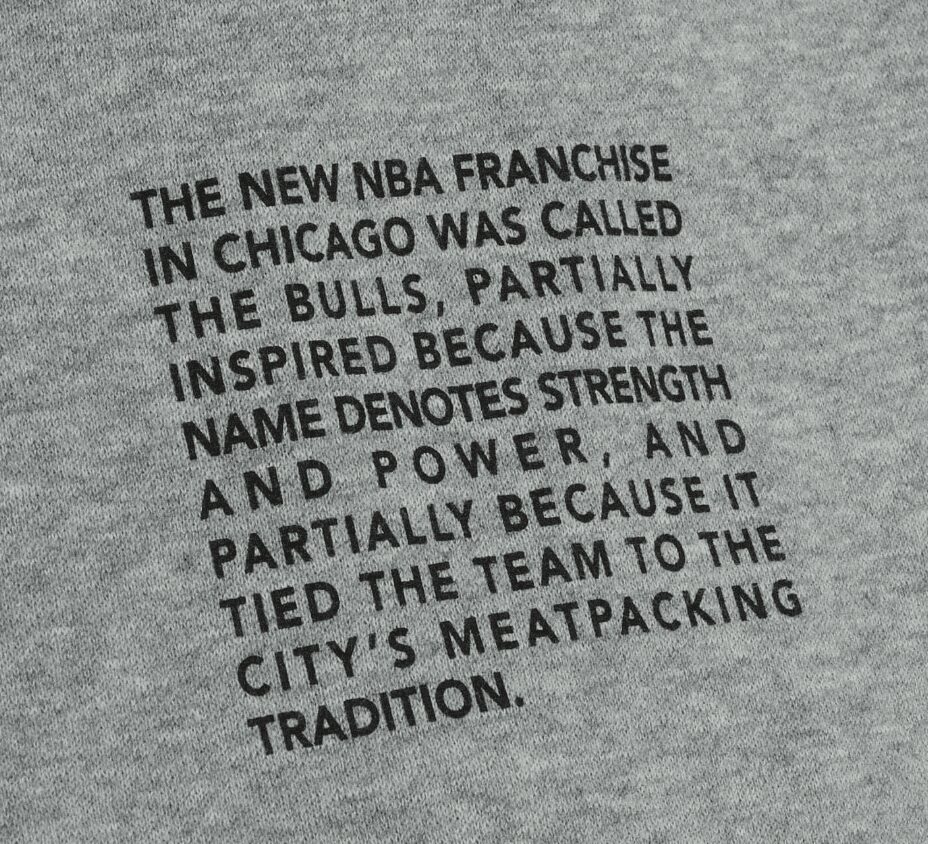 THE NEW NBA FRANCHISE
IN CHICAGO WAS CALLED
THE BULLS, PARTIALLY
INSPIRED BECAUSE THE
NAME DENOTES STRENGTH
AND POWER, AND
PARTIALLY BECAUSE IT
TIED THE TEAM TO THE
CITY'S MEATPACKING
TRADITION.